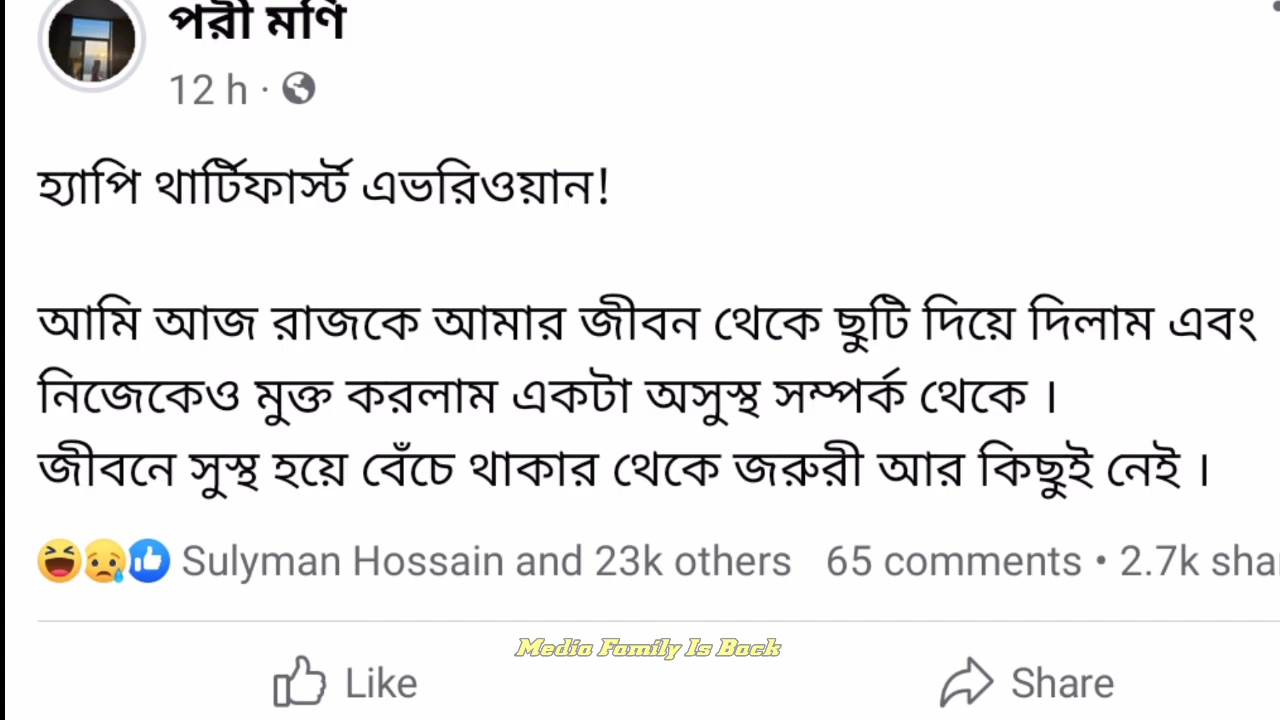 পরী মণি
12 h ·
হ্যাপি থার্টিফার্স্ট এভরিওয়ান!
আমি আজ রাজকে আমার জীবন থেকে ছুটি দিয়ে দিলাম এবং
নিজেকেও মুক্ত করলাম একটা অসুস্থ সম্পর্ক থেকে ।
জীবনে সুস্থ হয়ে বেঁচে থাকার থেকে জরুরী আর কিছুই নেই ।
Sulyman Hossain and 23k others 65 comments • 2.7k sha
Media Family Is Back
Like Share